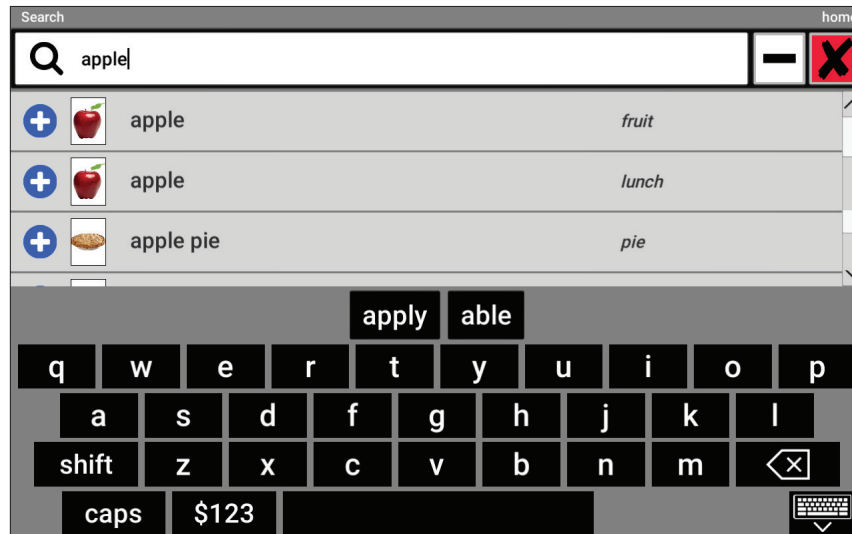 Search home
apple
apple fruit
apple lunch
apple pie pie
apply able
q w e r t y u i o p
a s d f g h j k l
shift z x c v b n m
caps $123